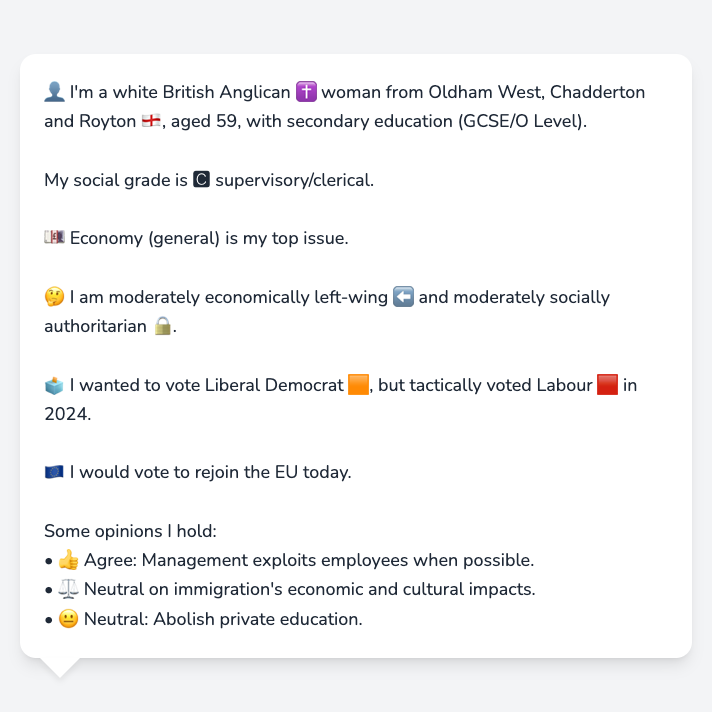 👤 I'm a white British Anglican ✝️ woman from Oldham West, Chadderton
and Royton 🏴󠁧󠁢󠁥󠁮󠁧󠁿, aged 59, with secondary education (GCSE/O Level).
My social grade is 🅲 supervisory/clerical.
💷 Economy (general) is my top issue.
🤔 I am moderately economically left-wing ⬅️ and moderately socially
authoritarian 🔒.
🗳️ I wanted to vote Liberal Democrat 🟧, but tactically voted Labour 🟥 in
2024.
🇪🇺 I would vote to rejoin the EU today.
Some opinions I hold:
• 👍 Agree: Management exploits employees when possible.
• ⚖️ Neutral on immigration's economic and cultural impacts.
• 😐 Neutral: Abolish private education.